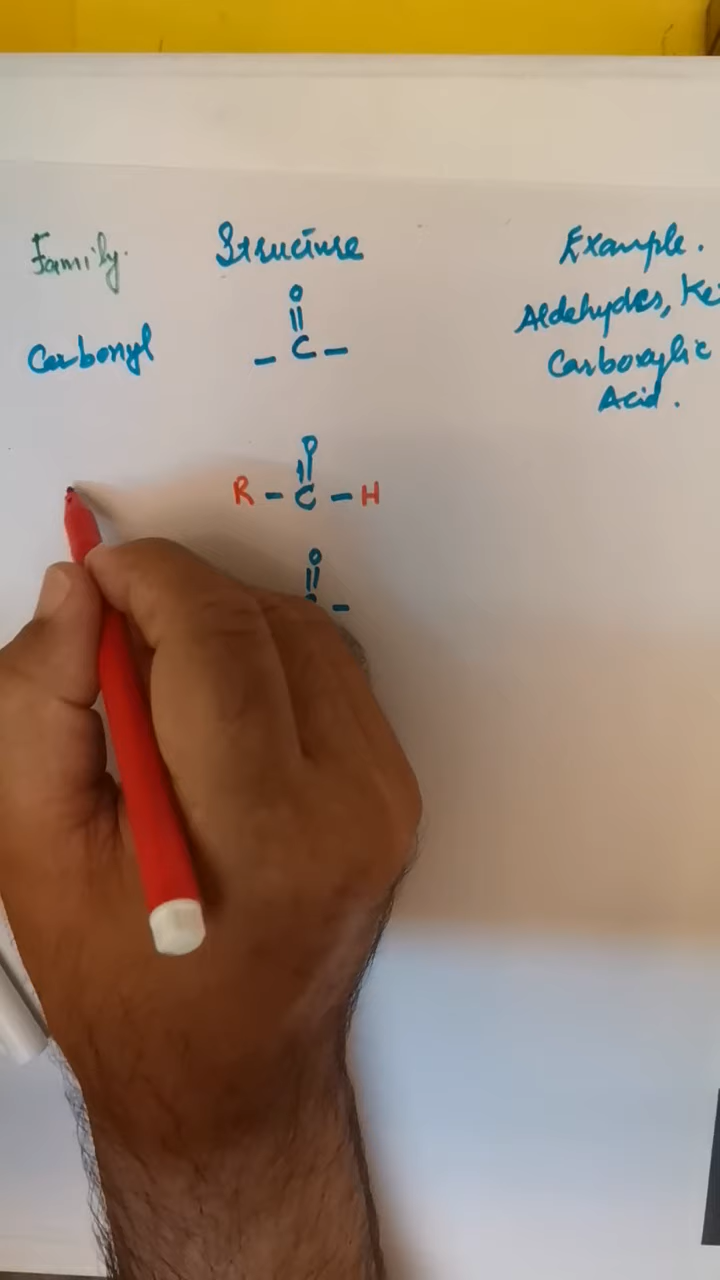 Family. Structure Example.
O
||
Carbonyl - C - Aldehydes, Ke
Carboxylic
Acid.
O
||
R - C - H
O
||
-